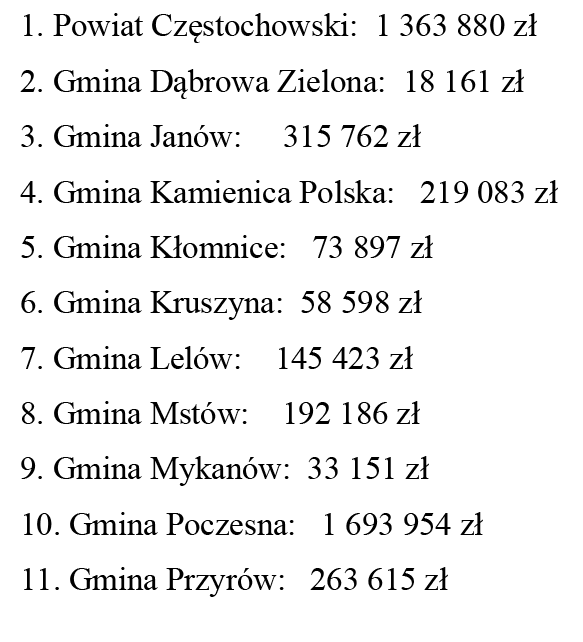 1. Powiat Częstochowski: 1 363 880 zł
2. Gmina Dąbrowa Zielona: 18 161 zł
3. Gmina Janów: 315 762 zł
4. Gmina Kamienica Polska: 219 083 zł
5. Gmina Kłomnice: 73 897 zł
6. Gmina Kruszyna: 58 598 zł
7. Gmina Lelów: 145 423 zł
8. Gmina Mstów: 192 186 zł
9. Gmina Mykanów: 33 151 zł
10. Gmina Poczesna: 1 693 954 zł
11. Gmina Przyrów: 263 615 zł